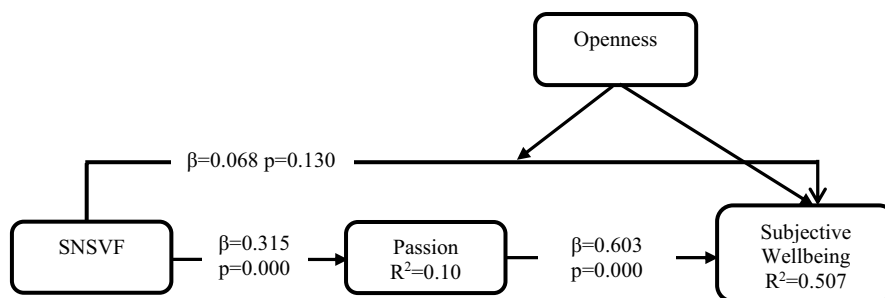 Openness
β=0.068 p=0.130
SNSVF
β=0.315
p=0.000
Passion
R²=0.10
β=0.603
p=0.000
Subjective
Wellbeing
R²=0.507